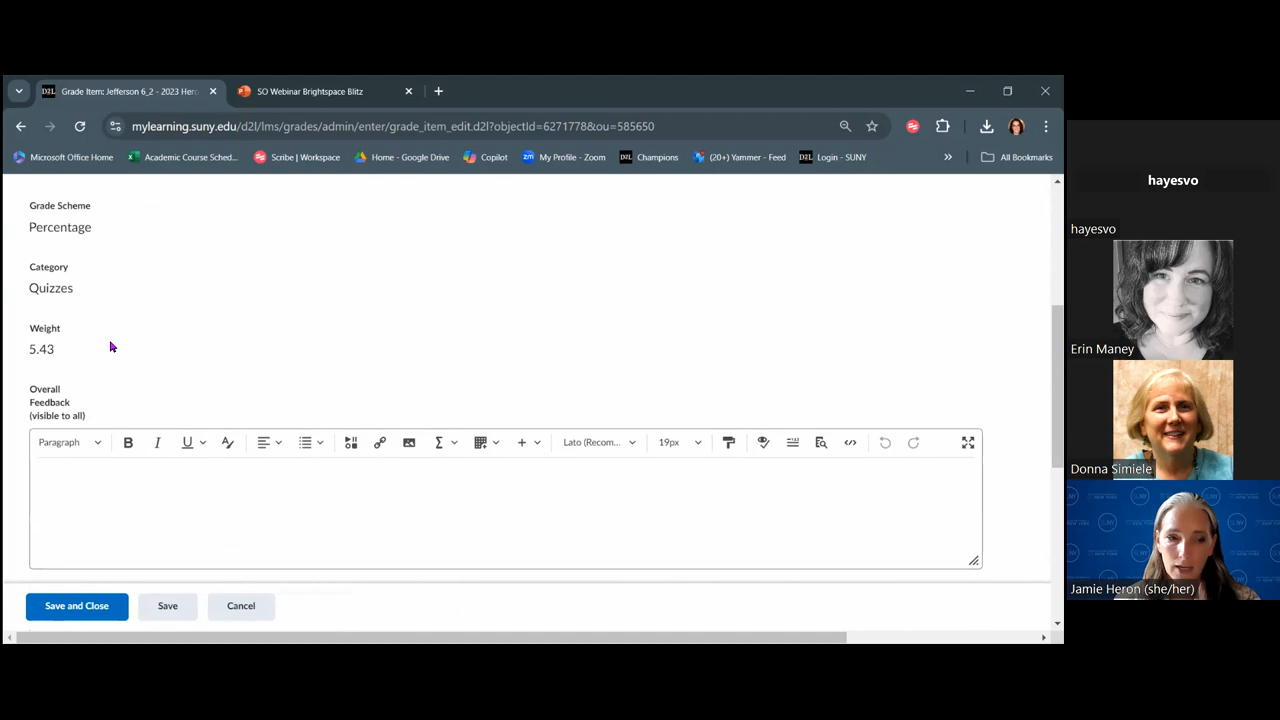 Grade Item: Jefferson 6_2 - 2023 Hero
SO Webinar Brightspace Blitz
mylearning.suny.edu/d2l/lms/grades/admin/enter/grade_item_edit.d2l?objectId=6271778&ou=585650
Microsoft Office Home
Academic Course Sched...
Scribe | Workspace
Home - Google Drive
Copilot
My Profile - Zoom
Champions
(20+) Yammer - Feed
Login - SUNY
All Bookmarks
Grade Scheme
Percentage
Category
Quizzes
Weight
5.43
Overall
Feedback
(visible to all)
Paragraph
Lato (Recom...
19px
Save and Close
Save
Cancel
hayesvo
hayesvo
Erin Maney
Donna Simiele
Jamie Heron (she/her)